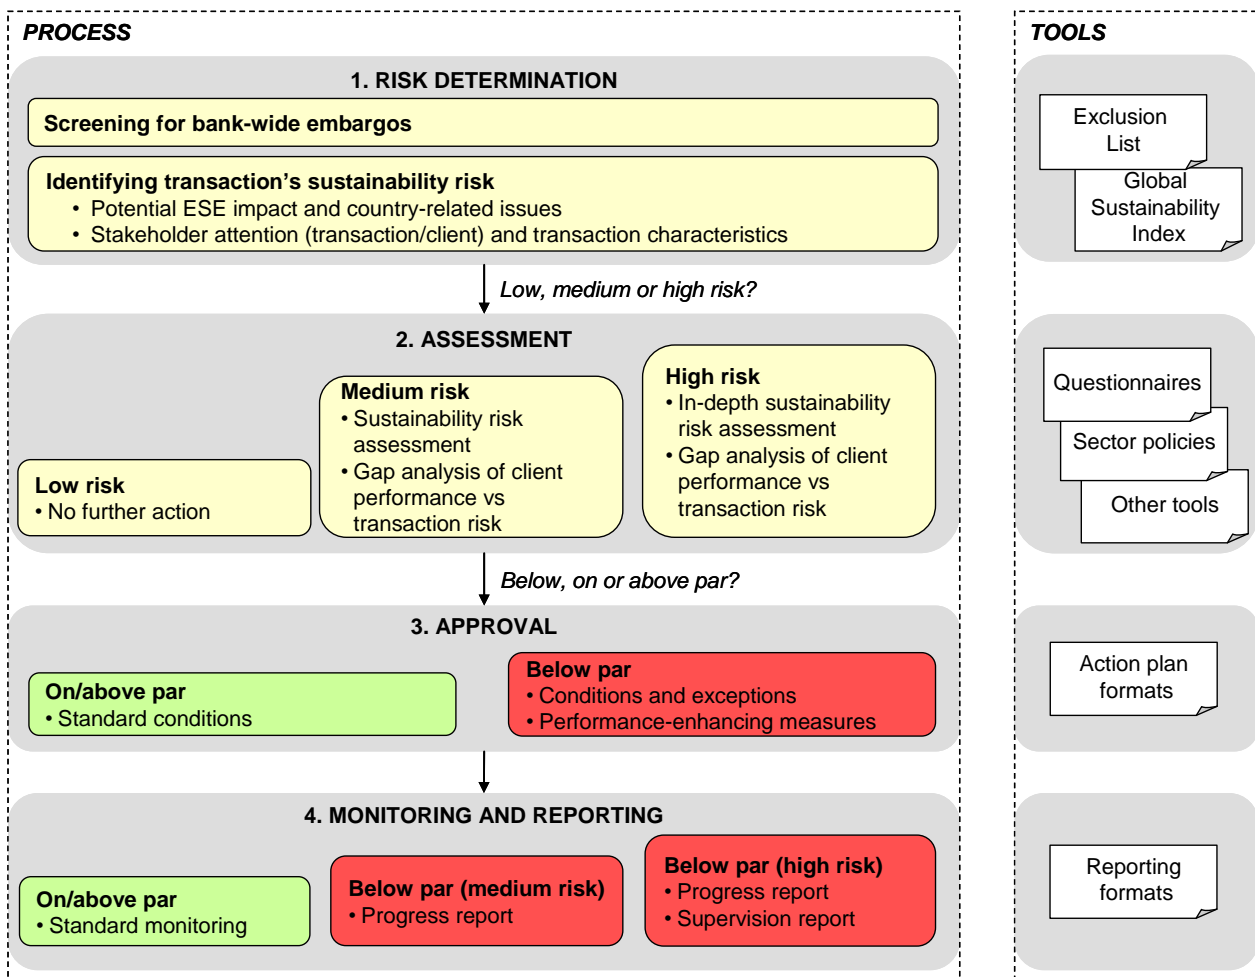 PROCESS
1. RISK DETERMINATION
Screening for bank-wide embargos
Identifying transaction's sustainability risk
• Potential ESE impact and country-related issues
• Stakeholder attention (transaction/client) and transaction characteristics
Low, medium or high risk?
2. ASSESSMENT
Low risk
• No further action
Medium risk
• Sustainability risk
assessment
• Gap analysis of client
performance vs
transaction risk
High risk
• In-depth sustainability
risk assessment
• Gap analysis of client
performance vs
transaction risk
Below, on or above par?
3. APPROVAL
On/above par
• Standard conditions
Below par
• Conditions and exceptions
• Performance-enhancing measures
4. MONITORING AND REPORTING
On/above par
• Standard monitoring
Below par (medium risk)
• Progress report
Below par (high risk)
• Progress report
• Supervision report
TOOLS
Exclusion
List
Global
Sustainability
Index
Questionnaires
Sector policies
Other tools
Action plan
formats
Reporting
formats